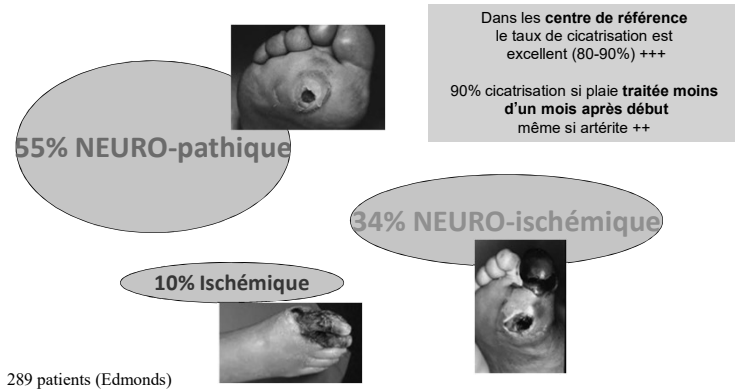 Dans les centre de référence
le taux de cicatrisation est
excellent (80-90%) +++
90% cicatrisation si plaie traitée moins
d'un mois après début
même si artérite ++
55% NEURO-pathique
34% NEURO-ischémique
10% Ischémique
289 patients (Edmonds)